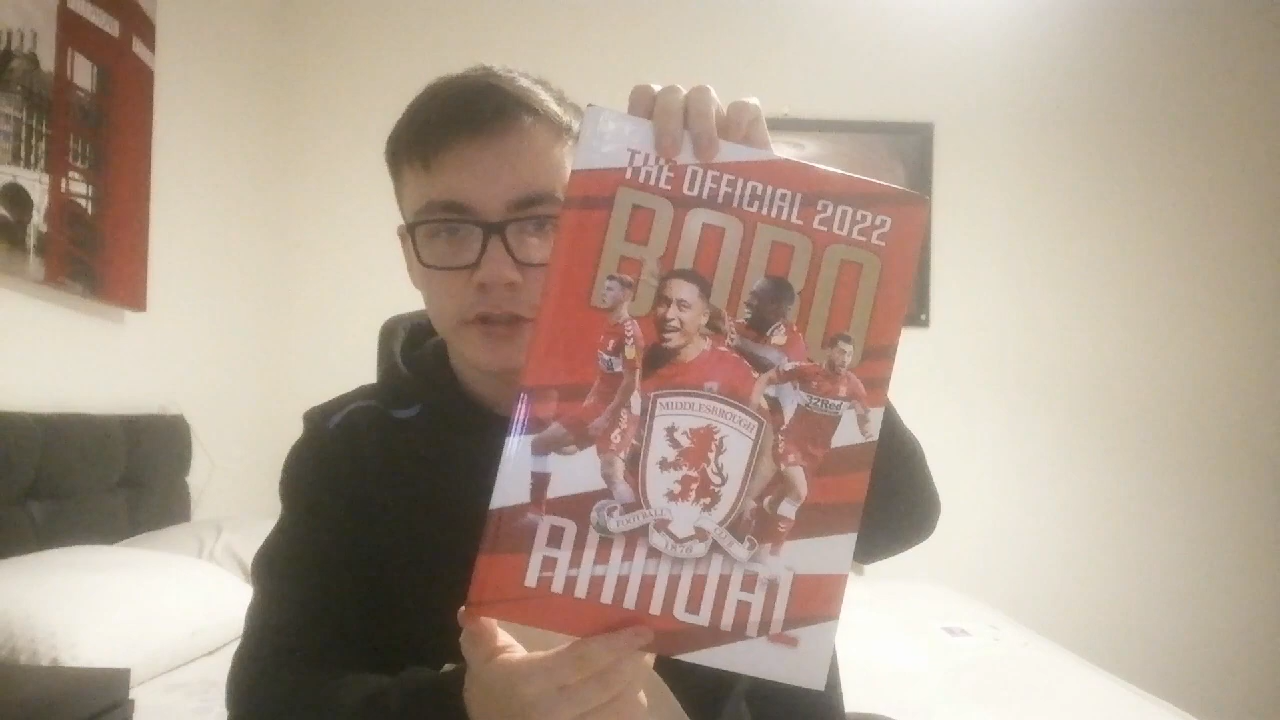 THE OFFICIAL 2022
BORO
32Red
MIDDLESBROUGH
FOOTBALL CLUB
1876
ANNUAL